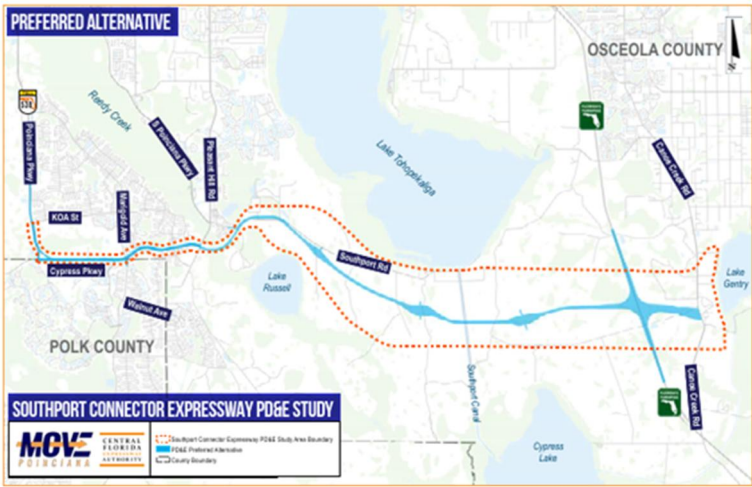 PREFERRED ALTERNATIVE
OSCEOLA COUNTY
N
538
Reedy Creek
Poinciana Pkwy
S Poinciana Pkwy
Pleasant Hill Rd
Lake Tohopekaliga
Canoe Creek Rd
KOA St
Marigold Ave
Southport Rd
Cypress Pkwy
Lake
Russell
Lake
Gentry
Walnut Ave
POLK COUNTY
Southport Canal
Canoe Creek Rd
Cypress
Lake
SOUTHPORT CONNECTOR EXPRESSWAY PD&E STUDY
MOVE
POINCIANA
CENTRAL
FLORIDA
EXPRESSWAY
AUTHORITY
Southport Connector Expressway PD&E Study Area Boundary
PD&E Preferred Alternative
County Boundary